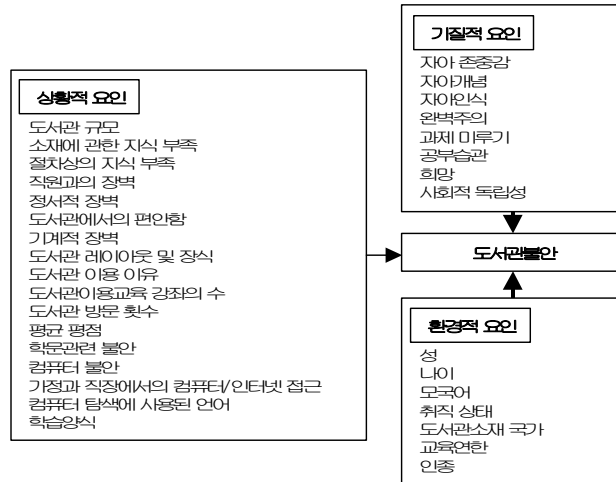 상황적 요인
도서관 규모
소재에 관한 지식 부족
절차상의 지식 부족
직원과의 장벽
정서적 장벽
도서관에서의 편안함
기계적 장벽
도서관 레이아웃 및 장식
도서관 이용 이유
도서관이용교육 강좌의 수
도서관 방문 횟수
평균 평점
학문관련 불안
컴퓨터 불안
가정과 직장에서의 컴퓨터/인터넷 접근
컴퓨터 탐색에 사용된 언어
학습양식
기질적 요인
자아 존중감
자아개념
자아인식
완벽주의
과제 미루기
공부습관
희망
사회적 독립성
도서관불안
환경적 요인
성
나이
모국어
취직 상태
도서관소재 국가
교육연한
인종